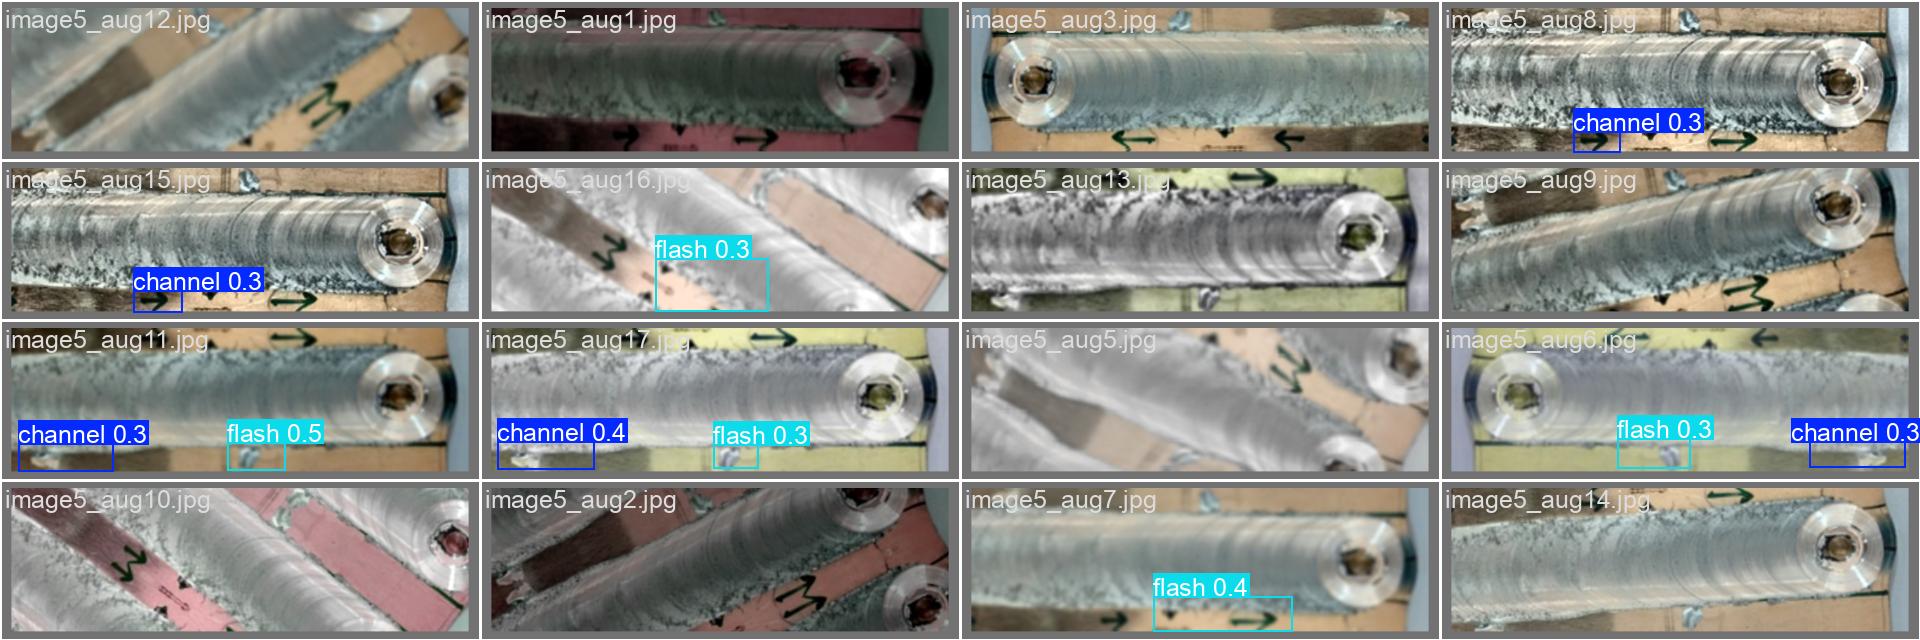 image5_aug12.jpg
image5_aug1.jpg
image5_aug3.jpg
image5_aug8.jpg
channel 0.3
image5_aug15.jpg
channel 0.3
image5_aug16.jpg
flash 0.3
image5_aug13.jpg
image5_aug9.jpg
image5_aug11.jpg
channel 0.3
flash 0.5
image5_aug17.jpg
channel 0.4
flash 0.3
image5_aug5.jpg
image5_aug6.jpg
flash 0.3
channel 0.3
image5_aug10.jpg
image5_aug2.jpg
image5_aug7.jpg
flash 0.4
image5_aug14.jpg